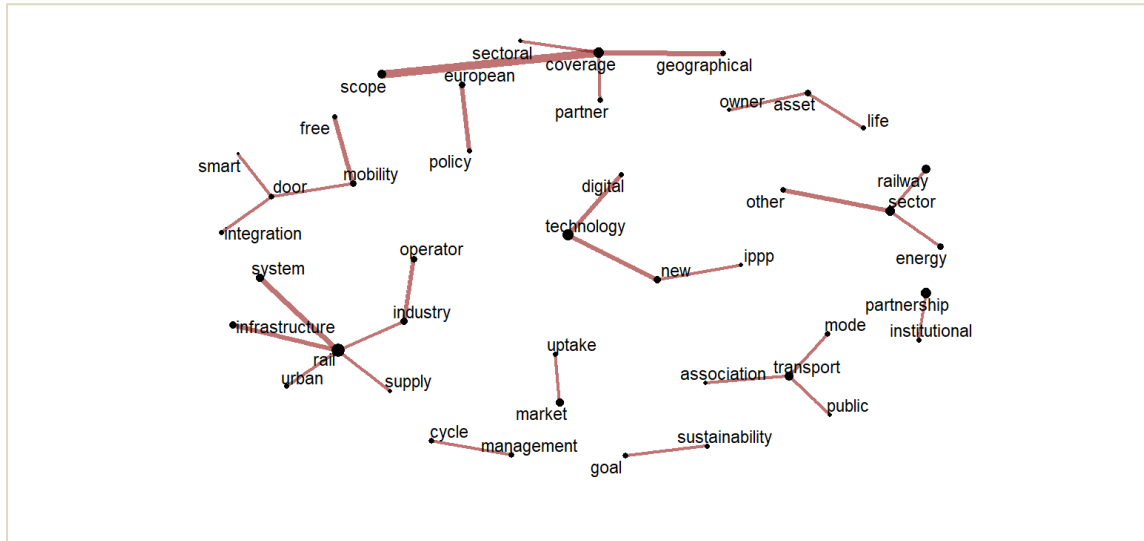 sectoral
coverage
geographical
scope
european
partner
owner
asset
life
free
smart
door
mobility
policy
digital
railway
other
sector
integration
technology
operator
new
ippp
energy
system
infrastructure
industry
partnership
institutional
rail
urban
supply
uptake
mode
association
transport
public
market
cycle
management
sustainability
goal